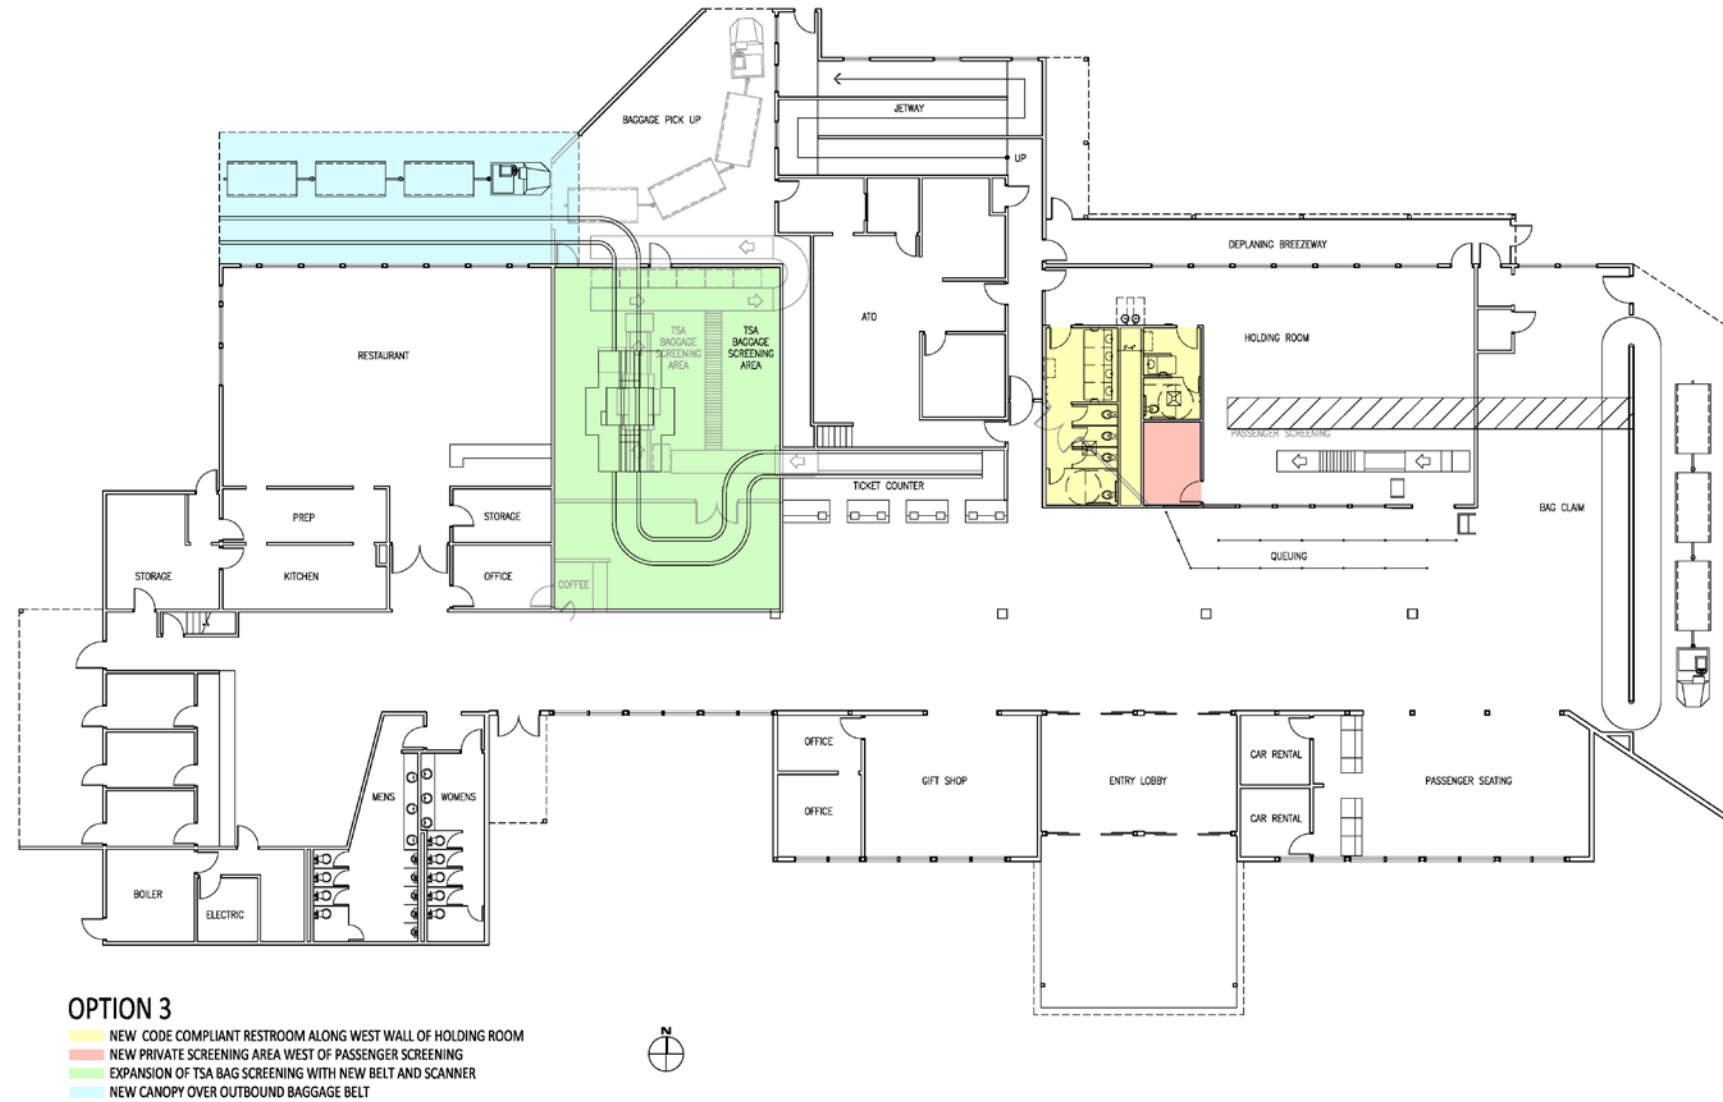 BAGGAGE PICK UP
JETWAY
UP
DEPLANING BREEZEWAY
ATO
HOLDING ROOM
RESTAURANT
TSA
BAGGAGE
SCREENING
AREA
TSA
BAGGAGE
SCREENING
AREA
5'-4"
PASSENGER SCREENING
TICKET COUNTER
BAG CLAIM
PREP
STORAGE
QUEUING
STORAGE
KITCHEN
OFFICE
COFFEE
OFFICE
GIFT SHOP
ENTRY LOBBY
CAR RENTAL
PASSENGER SEATING
MENS
WOMENS
OFFICE
CAR RENTAL
BOILER
ELECTRIC
OPTION 3
NEW CODE COMPLIANT RESTROOM ALONG WEST WALL OF HOLDING ROOM
NEW PRIVATE SCREENING AREA WEST OF PASSENGER SCREENING
EXPANSION OF TSA BAG SCREENING WITH NEW BELT AND SCANNER
NEW CANOPY OVER OUTBOUND BAGGAGE BELT
N